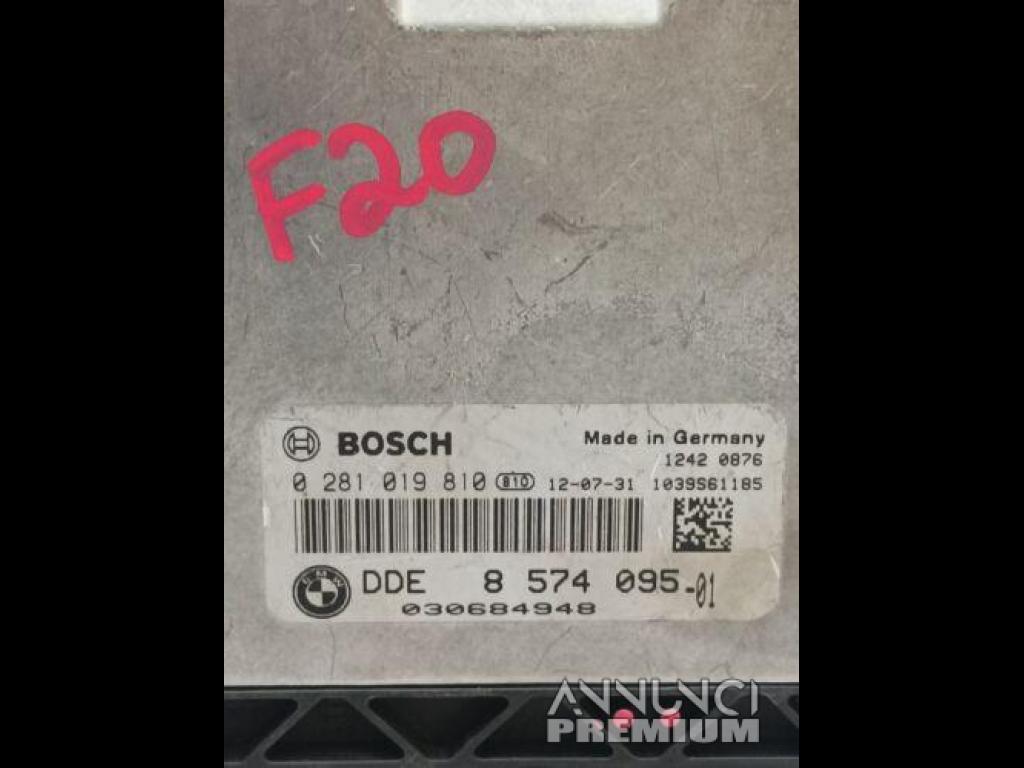 F20
BOSCH
Made in Germany
1242 0876
0 281 019 810 810 12-07-31 1039S61185
BMW
DDE 8 574 095-01
030684948
ANNUNCI
PREMIUM